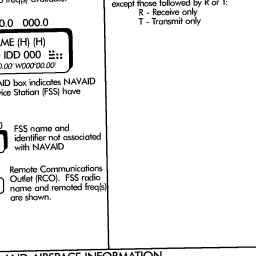 except those followed by R or T:
R - Receive only
T - Transmit only
0.0 000.0
ME (H) (H)
IDD 000
0.00' W000°00.00'
AID box indicates NAVAID
ice Station (FSS) have
FSS name and
identifier not associated
with NAVAID
Remote Communications
Outlet (RCO). FSS radio
name and remoted freq(s)
are shown.
AND AIRSPACE INFORMATION